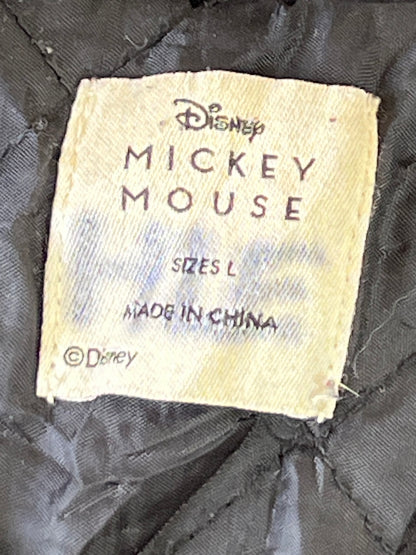 Disney
MICKEY
MOUSE
SIZES L
MADE IN CHINA
©Disney